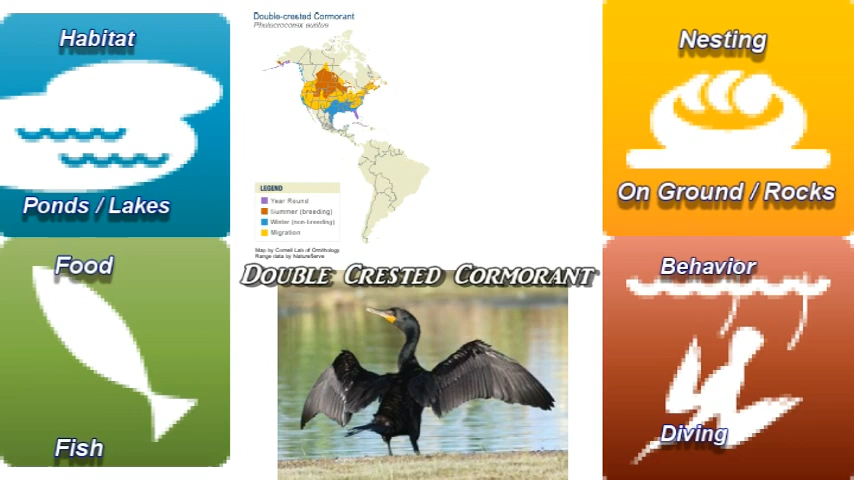 Habitat
Ponds / Lakes
Double-crested Cormorant
Phalacrocorax auritus
LEGEND
Year Round
Summer (breeding)
Winter (non-breeding)
Migration
Map by Cornell Lab of Ornithology
Range data by NatureServe
Nesting
On Ground / Rocks
Double Crested Cormorant
Food
Fish
Behavior
Diving